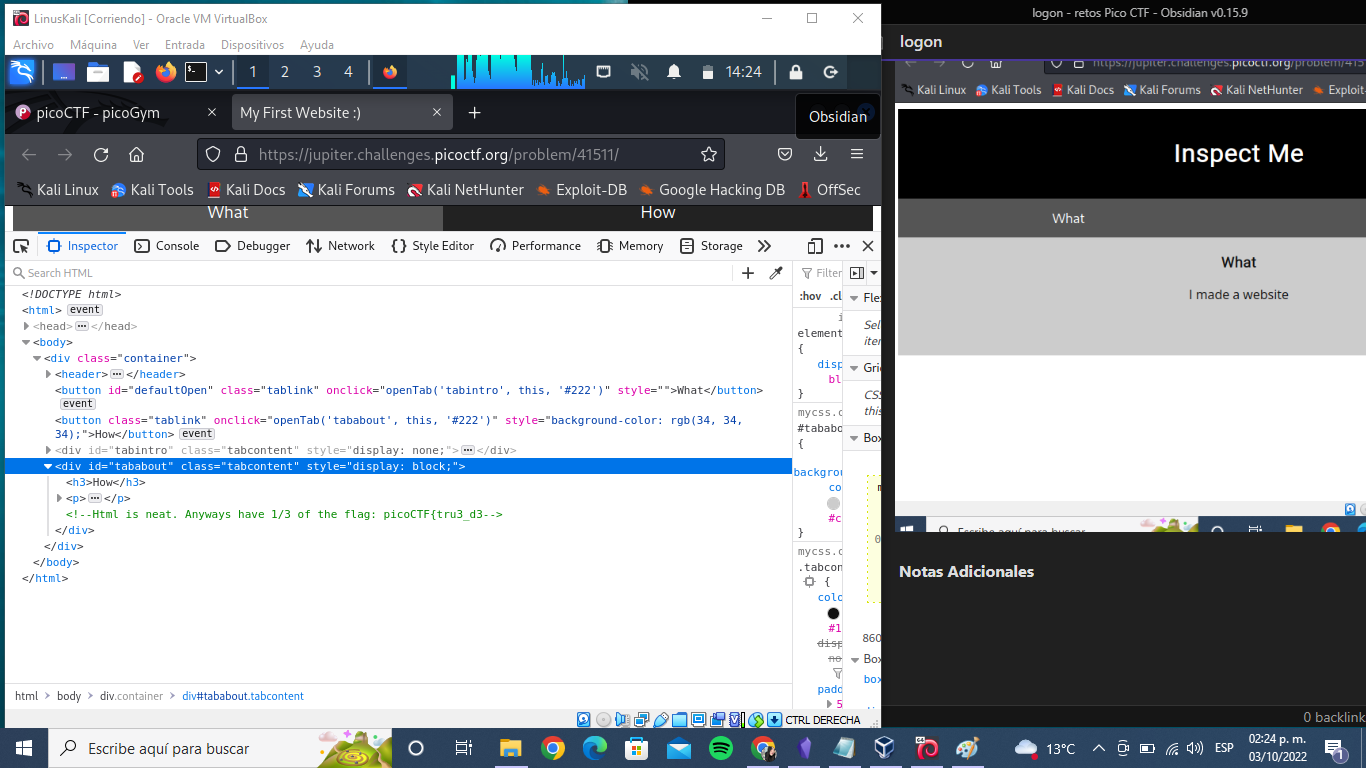 LinusKali [Corriendo] - Oracle VM VirtualBox
Archivo Máquina Ver Entrada Dispositivos Ayuda
1 2 3 4 14:24
picoCTF - picoGym
My First Website :)
Obsidian
https://jupiter.challenges.picoctf.org/problem/41511/
Kali Linux Kali Tools Kali Docs Kali Forums Kali NetHunter Exploit-DB Google Hacking DB OffSec
What How
Inspector Console Debugger Network Style Editor Performance Memory Storage
Search HTML
Filter
<!DOCTYPE html>
<html> event
<head> </head>
<body>
<div class="container">
<header> </header>
<button id="defaultOpen" class="tablink" onclick="openTab('tabintro', this, '#222')" style="">What</button>
event
<button class="tablink" onclick="openTab('tababout', this, '#222')" style="background-color: rgb(34, 34,
34);">How</button> event
<div id="tabintro" class="tabcontent" style="display: none;"> </div>
<div id="tababout" class="tabcontent" style="display: block;">
<h3>How</h3>
<p> </p>
<!--Html is neat. Anyways have 1/3 of the flag: picoCTF{tru3_d3-->
</div>
</div>
</body>
</html>
html body div.container div#tababout.tabcontent
:hov .cl
element
{
disp
bl
}
mycss.c
#tababo
{
backgrou
co
#c
}
mycss.c
.tabcon
{
colo
#1
disp
no
padd
5
Flex
Sel
iter
Gric
CSS
this
Box
m
0
860
Box
box
CTRL DERECHA
logon - retos Pico CTF - Obsidian v0.15.9
logon
https://jupiter.challenges.picoctf.org/problem/4151
Kali Linux Kali Tools Kali Docs Kali Forums Kali NetHunter Exploit-
Inspect Me
What
What
I made a website
Escribe aquí para buscar
Notas Adicionales
0 backlink
Escribe aquí para buscar
13°C ESP 02:24 p. m.
03/10/2022
1